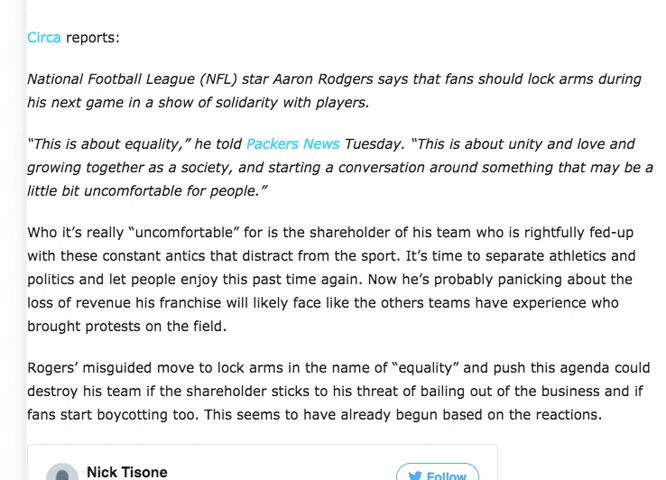 Circa reports:
National Football League (NFL) star Aaron Rodgers says that fans should lock arms during
his next game in a show of solidarity with players.
“This is about equality,” he told Packers News Tuesday. “This is about unity and love and
growing together as a society, and starting a conversation around something that may be a
little bit uncomfortable for people.”
Who it’s really “uncomfortable” for is the shareholder of his team who is rightfully fed-up
with these constant antics that distract from the sport. It’s time to separate athletics and
politics and let people enjoy this past time again. Now he’s probably panicking about the
loss of revenue his franchise will likely face like the others teams have experience who
brought protests on the field.
Rogers’ misguided move to lock arms in the name of “equality” and push this agenda could
destroy his team if the shareholder sticks to his threat of bailing out of the business and if
fans start boycotting too. This seems to have already begun based on the reactions.
Nick Tisone
Follow